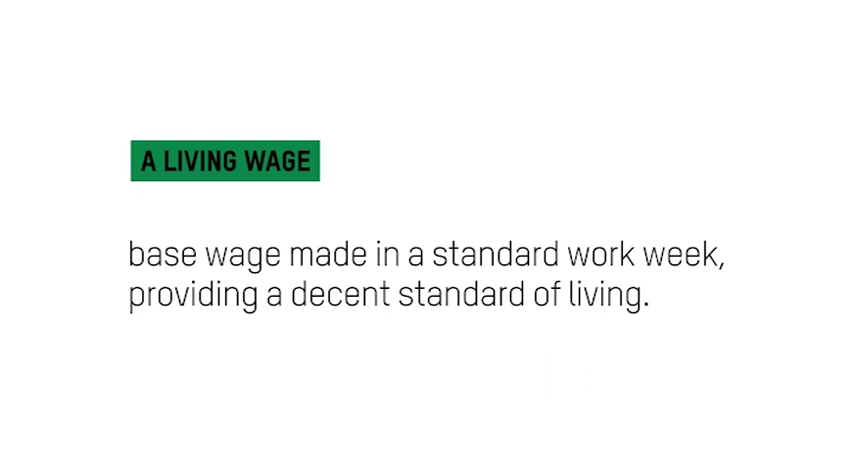 A LIVING WAGE
base wage made in a standard work week,
providing a decent standard of living.